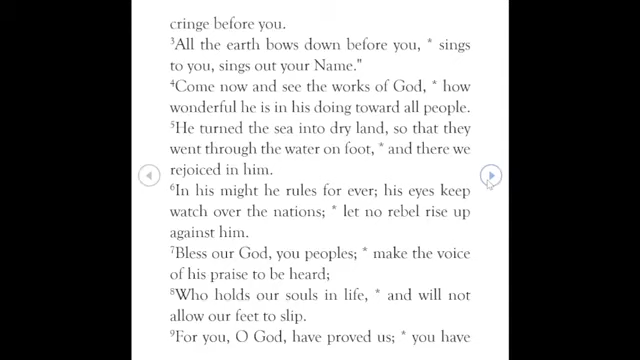 cringe before you.
³All the earth bows down before you, * sings
to you, sings out your Name."
⁴Come now and see the works of God, * how
wonderful he is in his doing toward all people.
⁵He turned the sea into dry land, so that they
went through the water on foot, * and there we
rejoiced in him.
⁶In his might he rules for ever; his eyes keep
watch over the nations; * let no rebel rise up
against him.
⁷Bless our God, you peoples; * make the voice
of his praise to be heard;
⁸Who holds our souls in life, * and will not
allow our feet to slip.
⁹For you, O God, have proved us; * you have